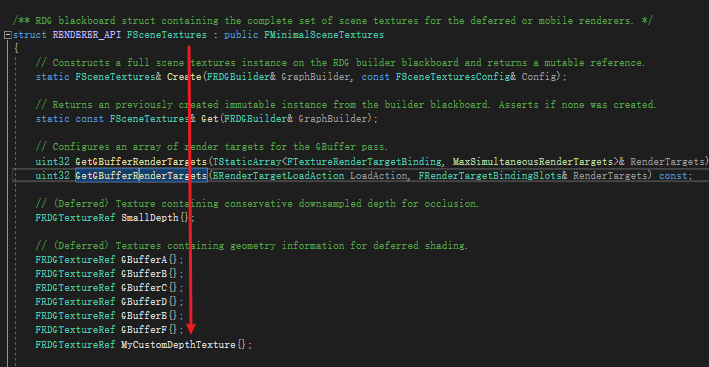 /** RDG blackboard struct containing the complete set of scene textures for the deferred or mobile renderers. */
struct RENDERER_API FSceneTextures : public FMinimalSceneTextures
{
// Constructs a full scene textures instance on the RDG builder blackboard and returns a mutable reference.
static FSceneTextures& Create(FRDGBuilder& GraphBuilder, const FSceneTexturesConfig& Config);
// Returns an previously created immutable instance from the builder blackboard. Asserts if none was created.
static const FSceneTextures& Get(FRDGBuilder& GraphBuilder);
// Configures an array of render targets for the GBuffer pass.
uint32 GetGBufferRenderTargets(TStaticArray<FTextureRenderTargetBinding, MaxSimultaneousRenderTargets>& RenderTargets)
uint32 GetGBufferRenderTargets(ERenderTargetLoadAction LoadAction, FRenderTargetBindingSlots& RenderTargets) const;
// (Deferred) Texture containing conservative downsampled depth for occlusion.
FRDGTextureRef SmallDepth{};
// (Deferred) Textures containing geometry information for deferred shading.
FRDGTextureRef GBufferA{};
FRDGTextureRef GBufferB{};
FRDGTextureRef GBufferC{};
FRDGTextureRef GBufferD{};
FRDGTextureRef GBufferE{};
FRDGTextureRef GBufferF{};
FRDGTextureRef MyCustomDepthTexture{};